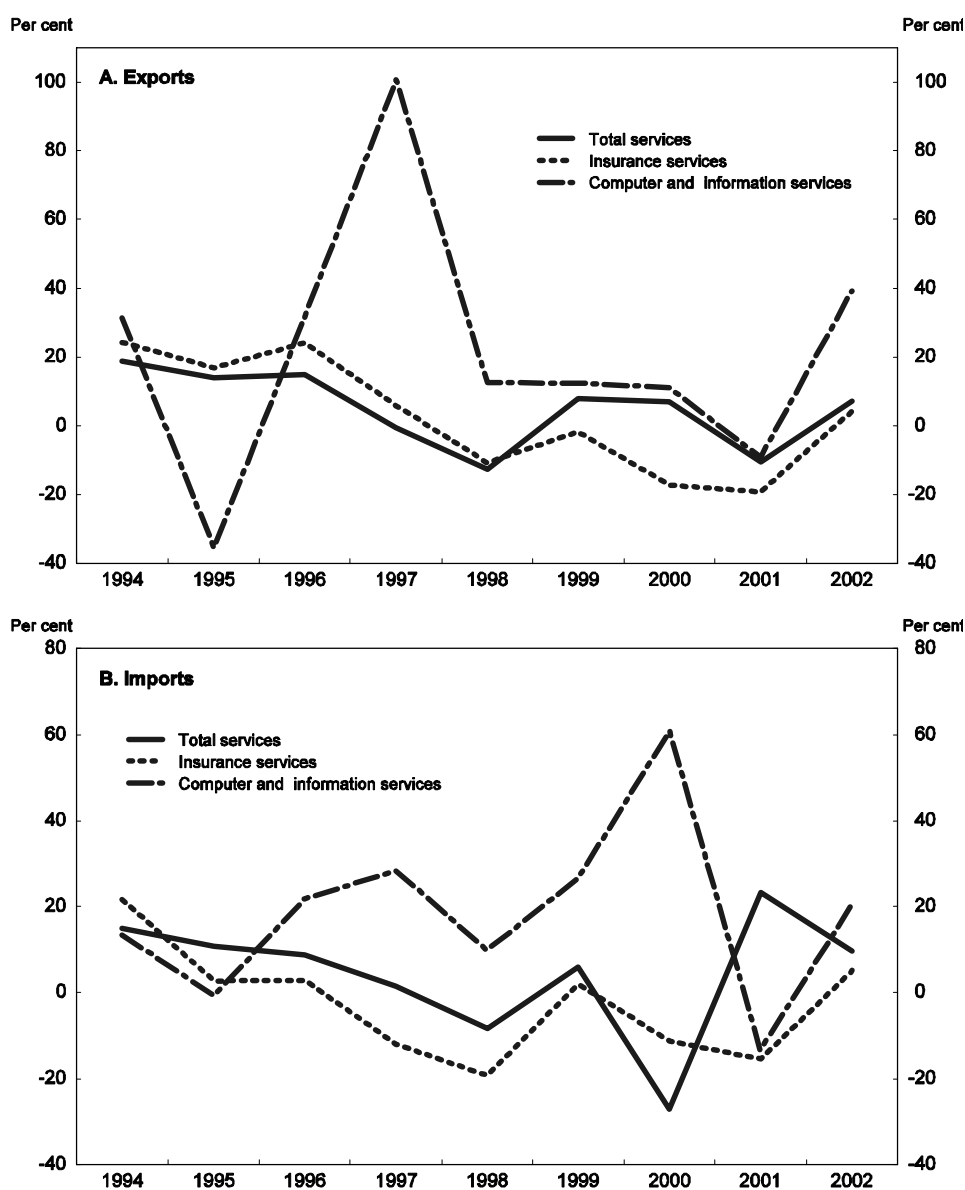 Per cent Per cent
A. Exports
100 100
Total services
80 80
Insurance services
Computer and information services
60 60
40 40
20 20
0 0
-20 -20
-40 -40
1994 1995 1996 1997 1998 1999 2000 2001 2002
Per cent Per cent
80 80
B. Imports
Total services
60 60
Insurance services
Computer and information services
40 40
20 20
0 0
-20 -20
-40 -40
1994 1995 1996 1997 1998 1999 2000 2001 2002